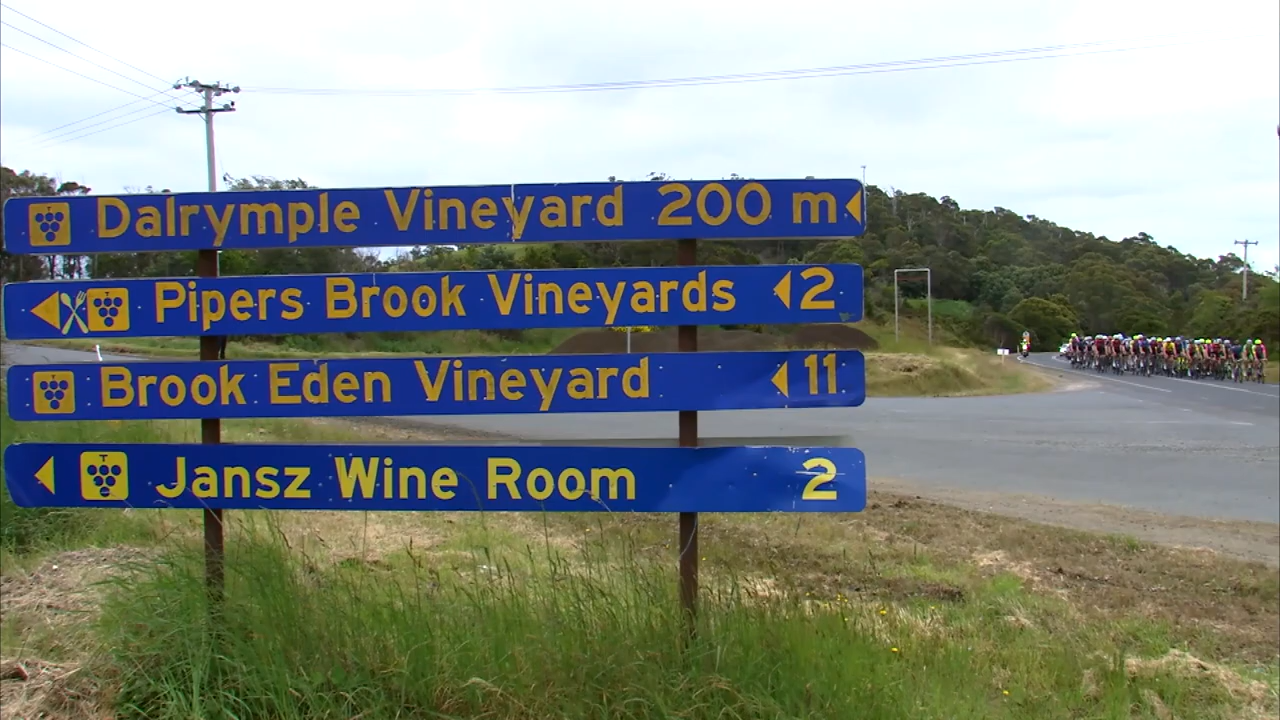 Dalrymple Vineyard 200 m
Pipers Brook Vineyards 2
Brook Eden Vineyard 11
Jansz Wine Room 2